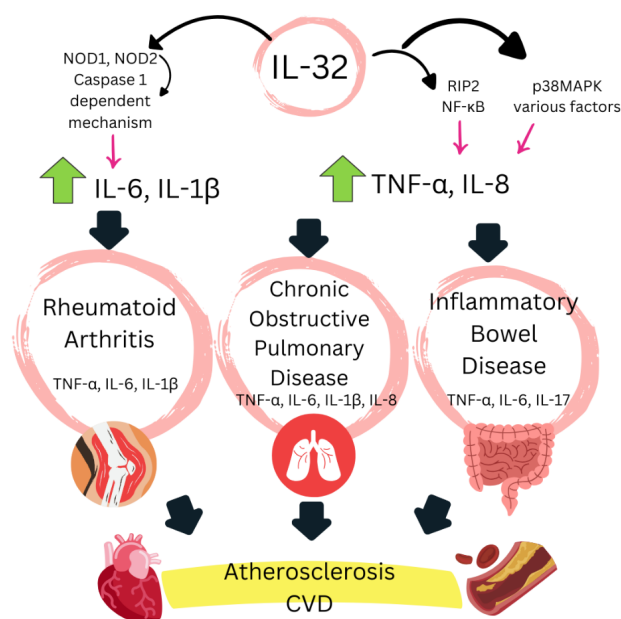 IL-32
NOD1, NOD2
Caspase 1
dependent
mechanism
RIP2
NF-κB
p38MAPK
various factors
IL-6, IL-1β
TNF-α, IL-8
Rheumatoid
Arthritis
TNF-α, IL-6, IL-1β
Chronic
Obstructive
Pulmonary
Disease
TNF-α, IL-6, IL-1β, IL-8
Inflammatory
Bowel
Disease
TNF-α, IL-6, IL-17
Atherosclerosis
CVD